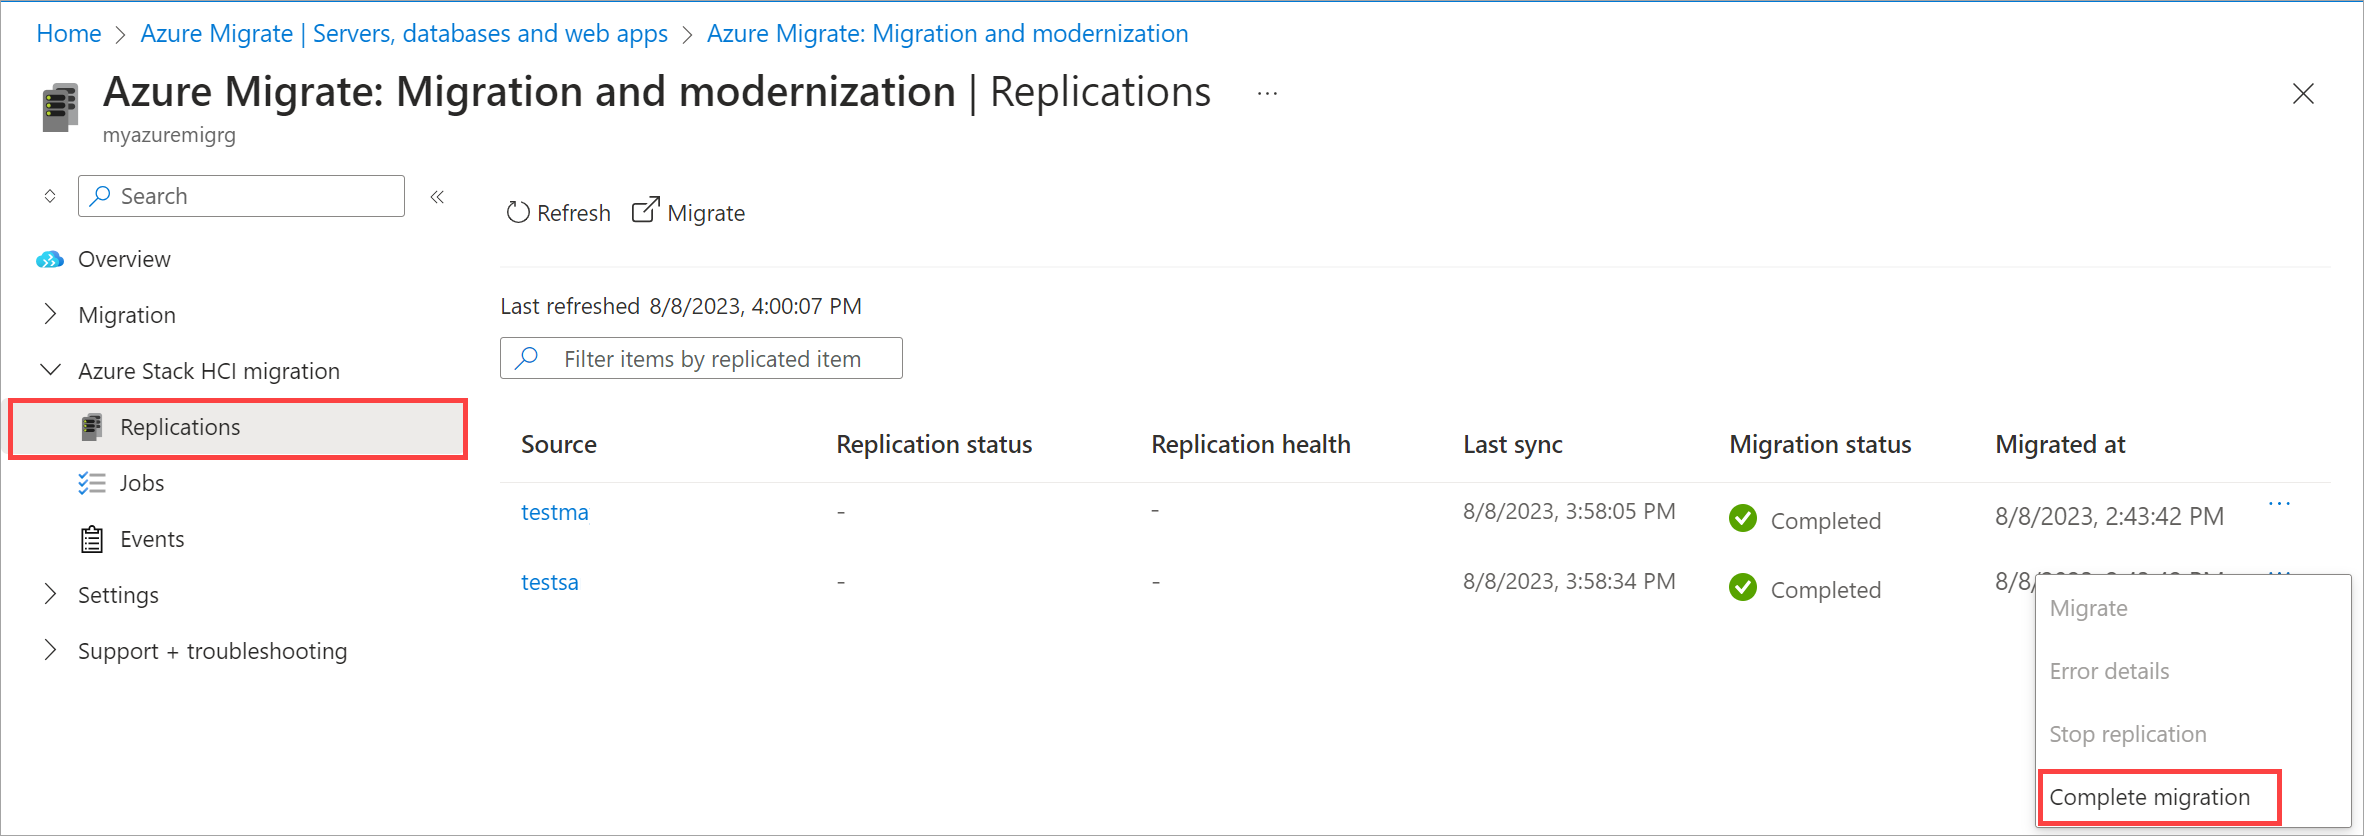 Home > Azure Migrate | Servers, databases and web apps > Azure Migrate: Migration and modernization
Azure Migrate: Migration and modernization | Replications ...
myazuremigrg
Search
Overview
Migration
Azure Stack HCI migration
Replications
Jobs
Events
Settings
Support + troubleshooting
Refresh Migrate
Last refreshed 8/8/2023, 4:00:07 PM
Filter items by replicated item
Source Replication status Replication health Last sync Migration status Migrated at
testma - - 8/8/2023, 3:58:05 PM Completed 8/8/2023, 2:43:42 PM ...
testsa - - 8/8/2023, 3:58:34 PM Completed 8/8/
Migrate
Error details
Stop replication
Complete migration